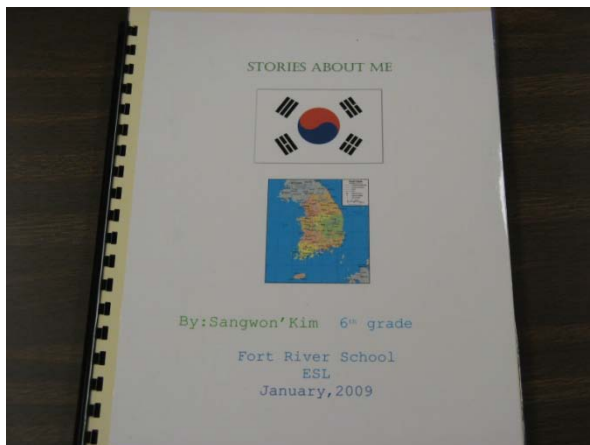 STORIES ABOUT ME
By:Sangwon'Kim 6th grade
Fort River School
ESL
January,2009